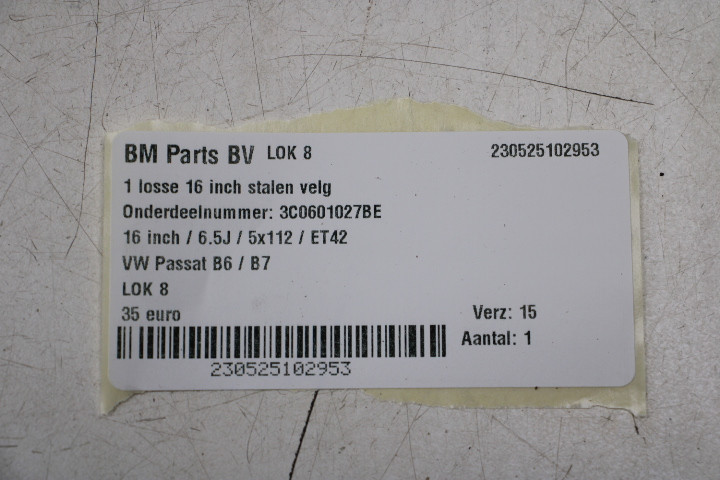 BM Parts BV LOK 8 230525102953
1 losse 16 inch stalen velg
Onderdeelnummer: 3C0601027BE
16 inch / 6.5J / 5x112 / ET42
VW Passat B6 / B7
LOK 8
35 euro Verz: 15
Aantal: 1
230525102953